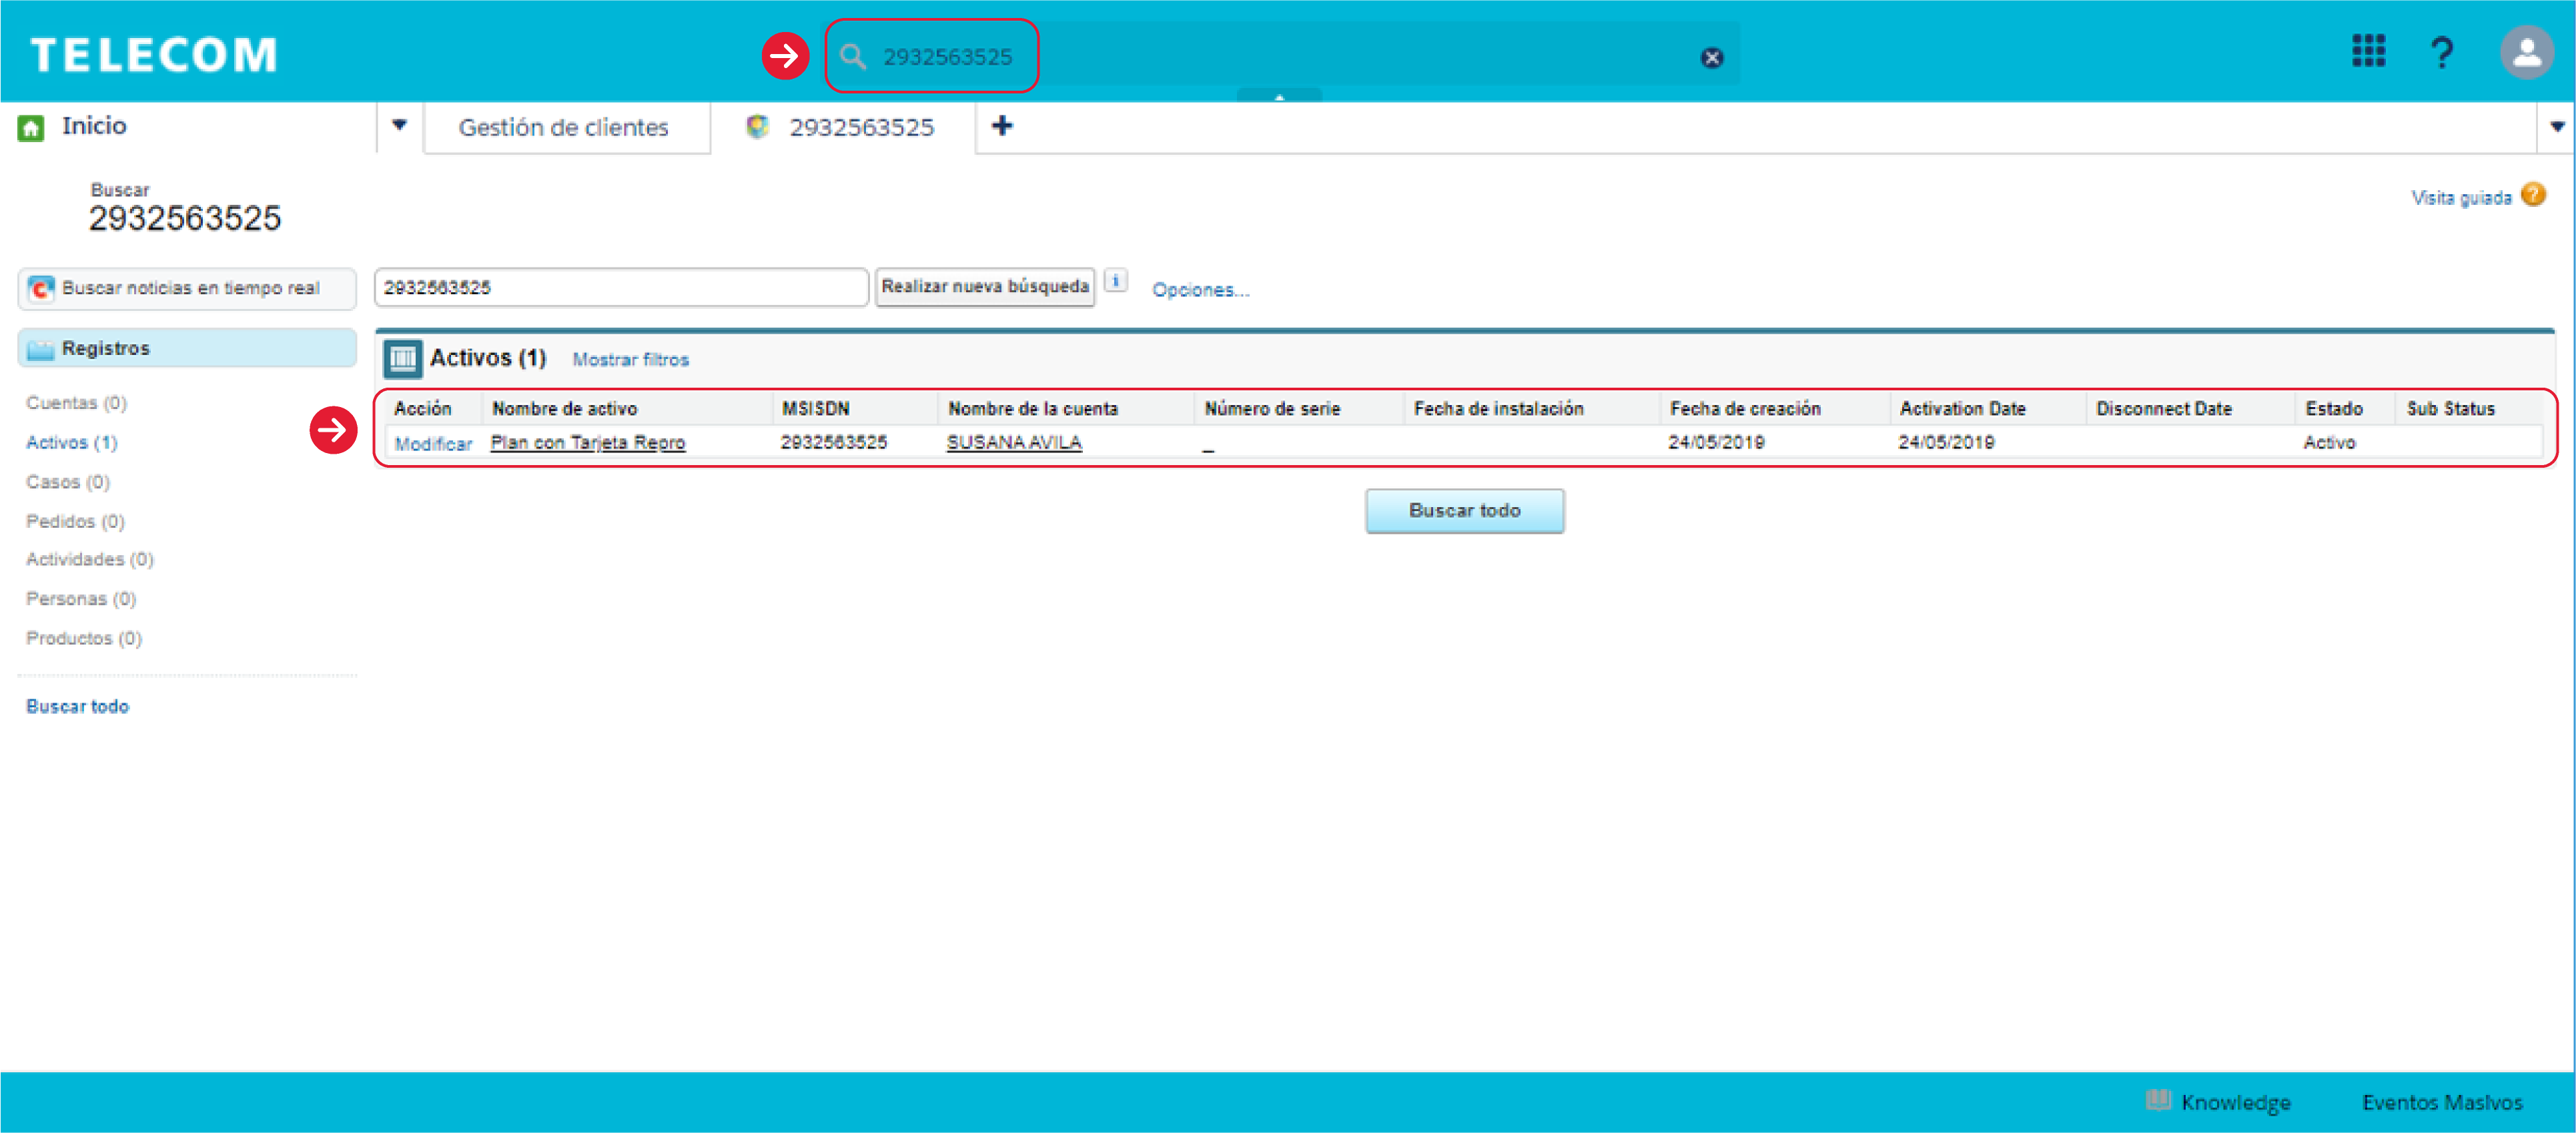 TELECOM
2932563525
?
Inicio
Gestión de clientes
2932563525
+
Buscar
2932563525
Visita guiada ?
Buscar noticias en tiempo real
2932563525
Realizar nueva búsqueda
i
Opciones...
Registros
Activos (1) Mostrar filtros
Cuentas (0)
Activos (1)
Casos (0)
Pedidos (0)
Actividades (0)
Personas (0)
Productos (0)
Buscar todo
Acción Nombre de activo MSISDN Nombre de la cuenta Número de serie Fecha de instalación Fecha de creación Activation Date Disconnect Date Estado Sub Status
Modificar Plan con Tarjeta Repro 2932563525 SUSANA AVILA _ 24/05/2019 24/05/2019 Activo
Buscar todo
Knowledge
Eventos Masivos